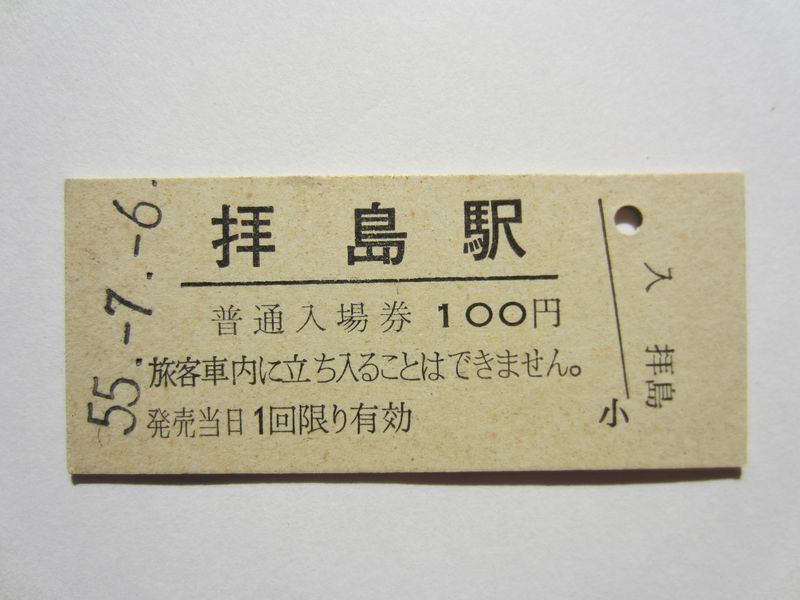 55.-7.-6.
拝島駅
普通入場券 100円
旅客車内に立ち入ることはできません。
発売当日1回限り有効
入 拝島
小